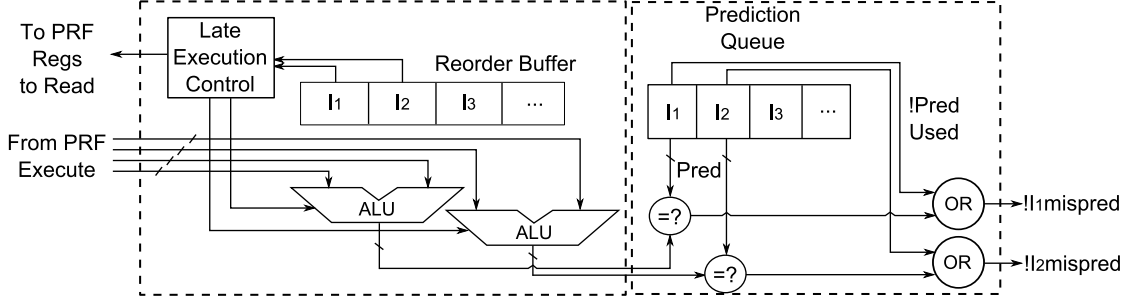 To PRF
Regs
to Read
Late
Execution
Control
Reorder Buffer
I1 I2 I3 ...
From PRF
Execute
ALU
ALU
Prediction
Queue
I1 I2 I3 ...
!Pred
Used
Pred
=?
=?
OR
OR
!I1mispred
!I2mispred